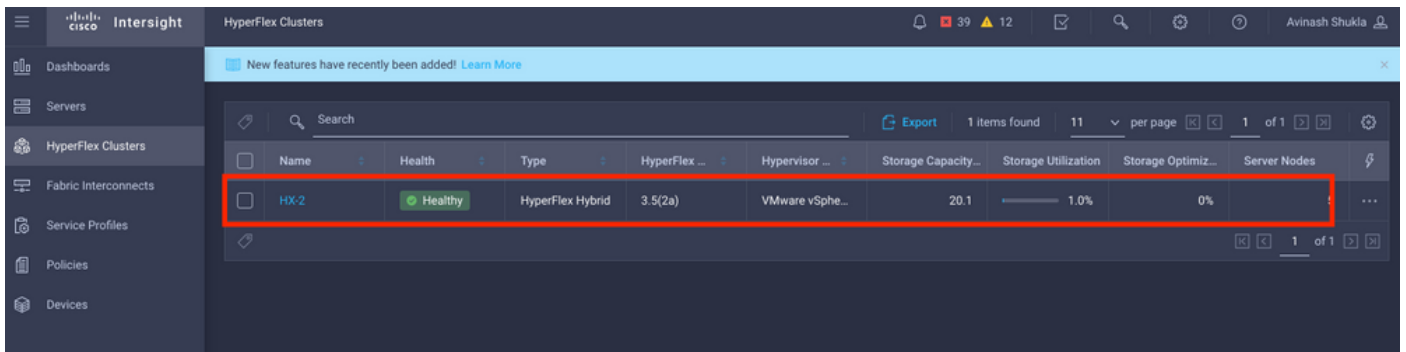 cisco Intersight HyperFlex Clusters 39 12 Avinash Shukla
Dashboards
New features have recently been added! Learn More
Servers
Search Export 1 items found 11 per page 1 of 1
HyperFlex Clusters
Name Health Type HyperFlex ... Hypervisor ... Storage Capacity... Storage Utilization Storage Optimiz... Server Nodes
Fabric Interconnects
HX-2 Healthy HyperFlex Hybrid 3.5(2a) VMware vSphe... 20.1 1.0% 0%
Service Profiles
1 of 1
Policies
Devices